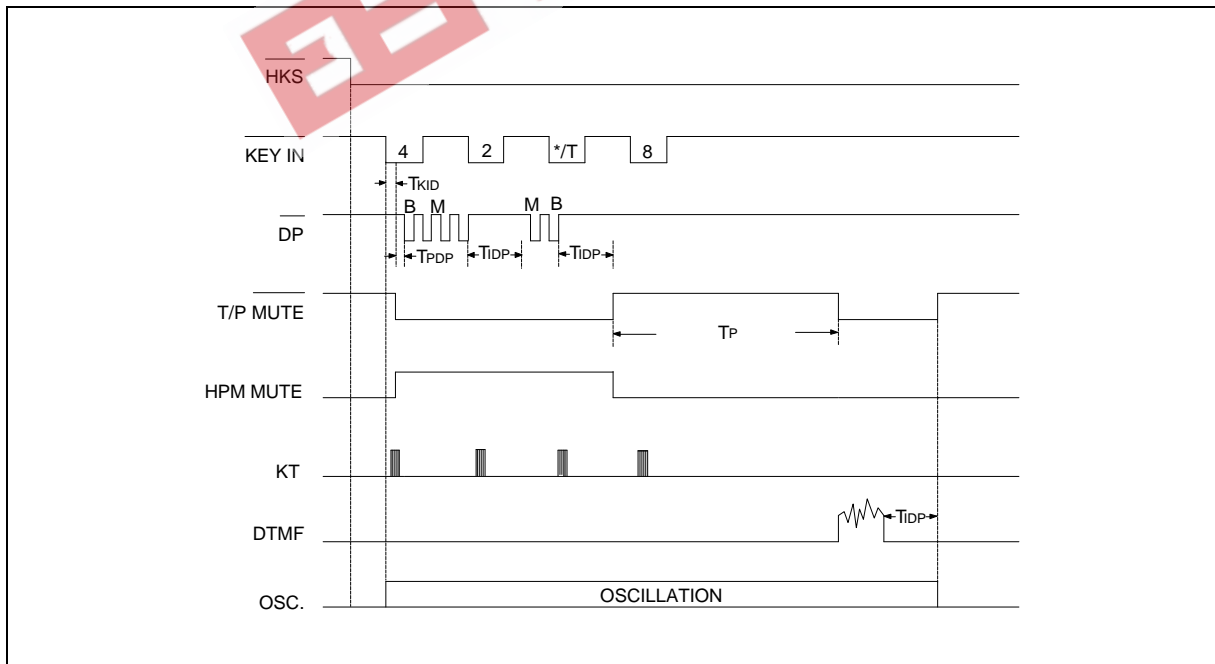 HKS
KEY IN 4 2 */T 8
TKID
B M M B
DP
TPDP TIDP TIDP
T/P MUTE
TP
HPM MUTE
KT
DTMF TIDP
OSC. OSCILLATION